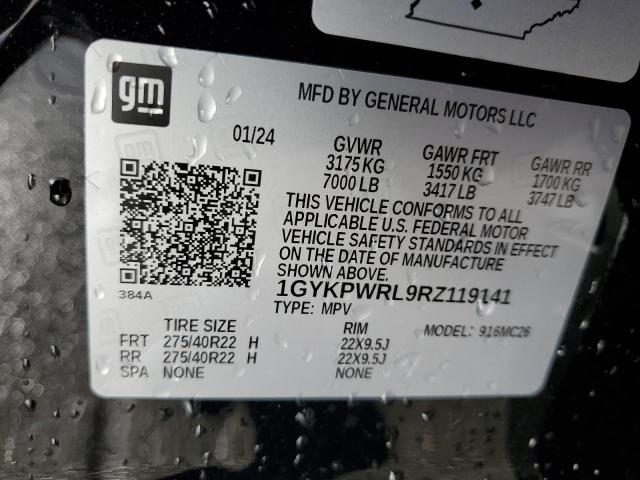 gm
MFD BY GENERAL MOTORS LLC
01/24
GVWR GAWR FRT GAWR RR
3175 KG 1550 KG 1700 KG
7000 LB 3417 LB 3747 LB
THIS VEHICLE CONFORMS TO ALL
APPLICABLE U.S. FEDERAL MOTOR
VEHICLE SAFETY STANDARDS IN EFFECT
ON THE DATE OF MANUFACTURE
SHOWN ABOVE.
384A
1GYKPWRL9RZ119141
TYPE: MPV
TIRE SIZE RIM MODEL: 916MC26
FRT 275/40R22 H 22X9.5J
RR 275/40R22 H 22X9.5J
SPA NONE NONE